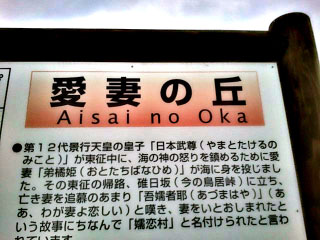 愛妻の丘
Aisai no Oka
●第12代景行天皇の皇子「日本武尊(やまとたけるの
みこと)」が東征中に、海の神の怒りを鎮めるために愛
妻「弟橘姫(おとたちばなひめ)」が海に身を投じまし
た。その東征の帰路、碓日坂(今の鳥居峠)に立ち、
亡き妻を追慕のあまり「吾嬬者耶(あづまはや)」(あ
あ、わが妻よ恋しい)と嘆き、妻をいとおしまれたと
いう故事にちなんで「嬬恋村」と名付けられたと言わ
れています。